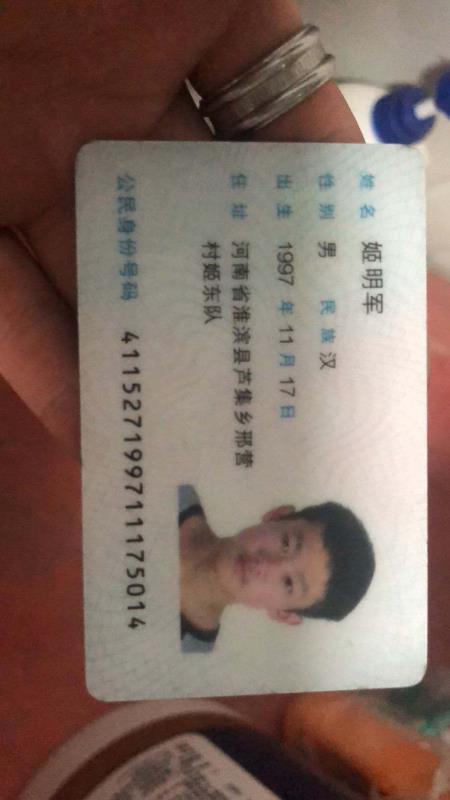 姓名 姬明军
性别 男 民族 汉
出生 1997 年 11 月 17 日
住址 河南省淮滨县芦集乡邢营
村姬东队
公民身份号码 411527199711175014